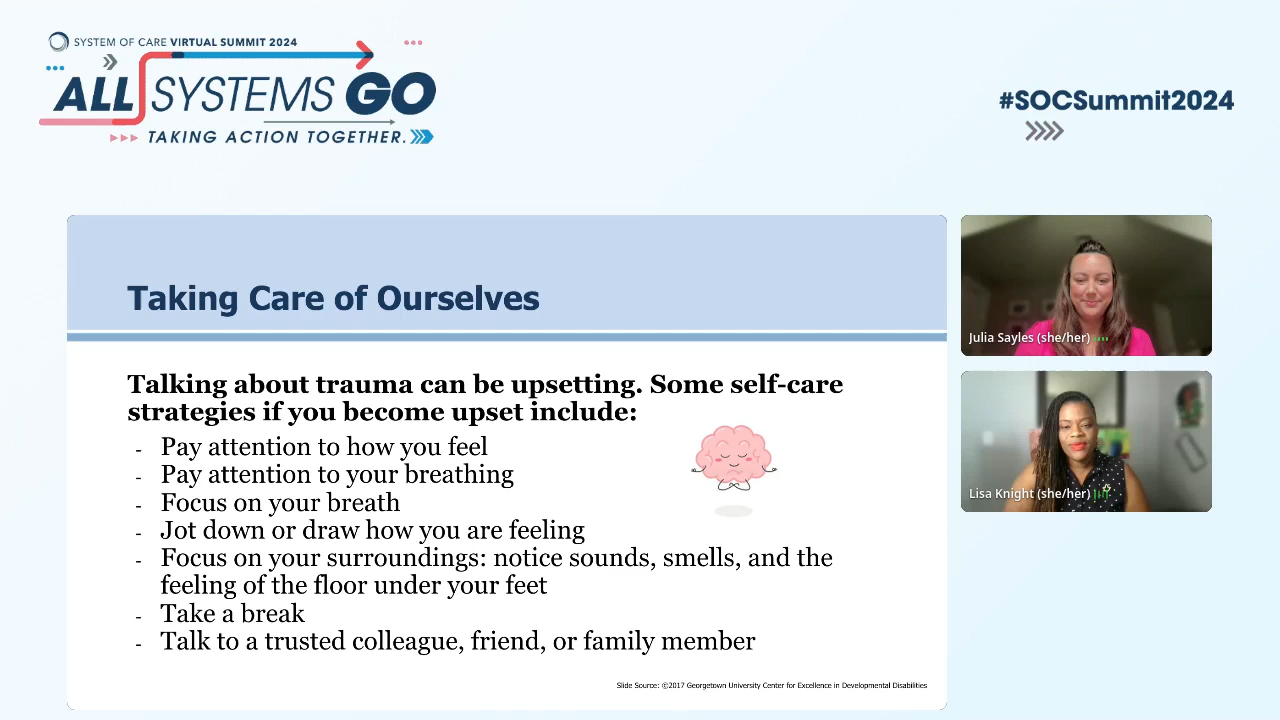 SYSTEM OF CARE VIRTUAL SUMMIT 2024
ALL SYSTEMS GO
TAKING ACTION TOGETHER.
#SOCSummit2024
Taking Care of Ourselves
Talking about trauma can be upsetting. Some self-care
strategies if you become upset include:
- Pay attention to how you feel
- Pay attention to your breathing
- Focus on your breath
- Jot down or draw how you are feeling
- Focus on your surroundings: notice sounds, smells, and the
feeling of the floor under your feet
- Take a break
- Talk to a trusted colleague, friend, or family member
Slide Source: ©2017 Georgetown University Center for Excellence in Developmental Disabilities
Julia Sayles (she/her)
Lisa Knight (she/her)